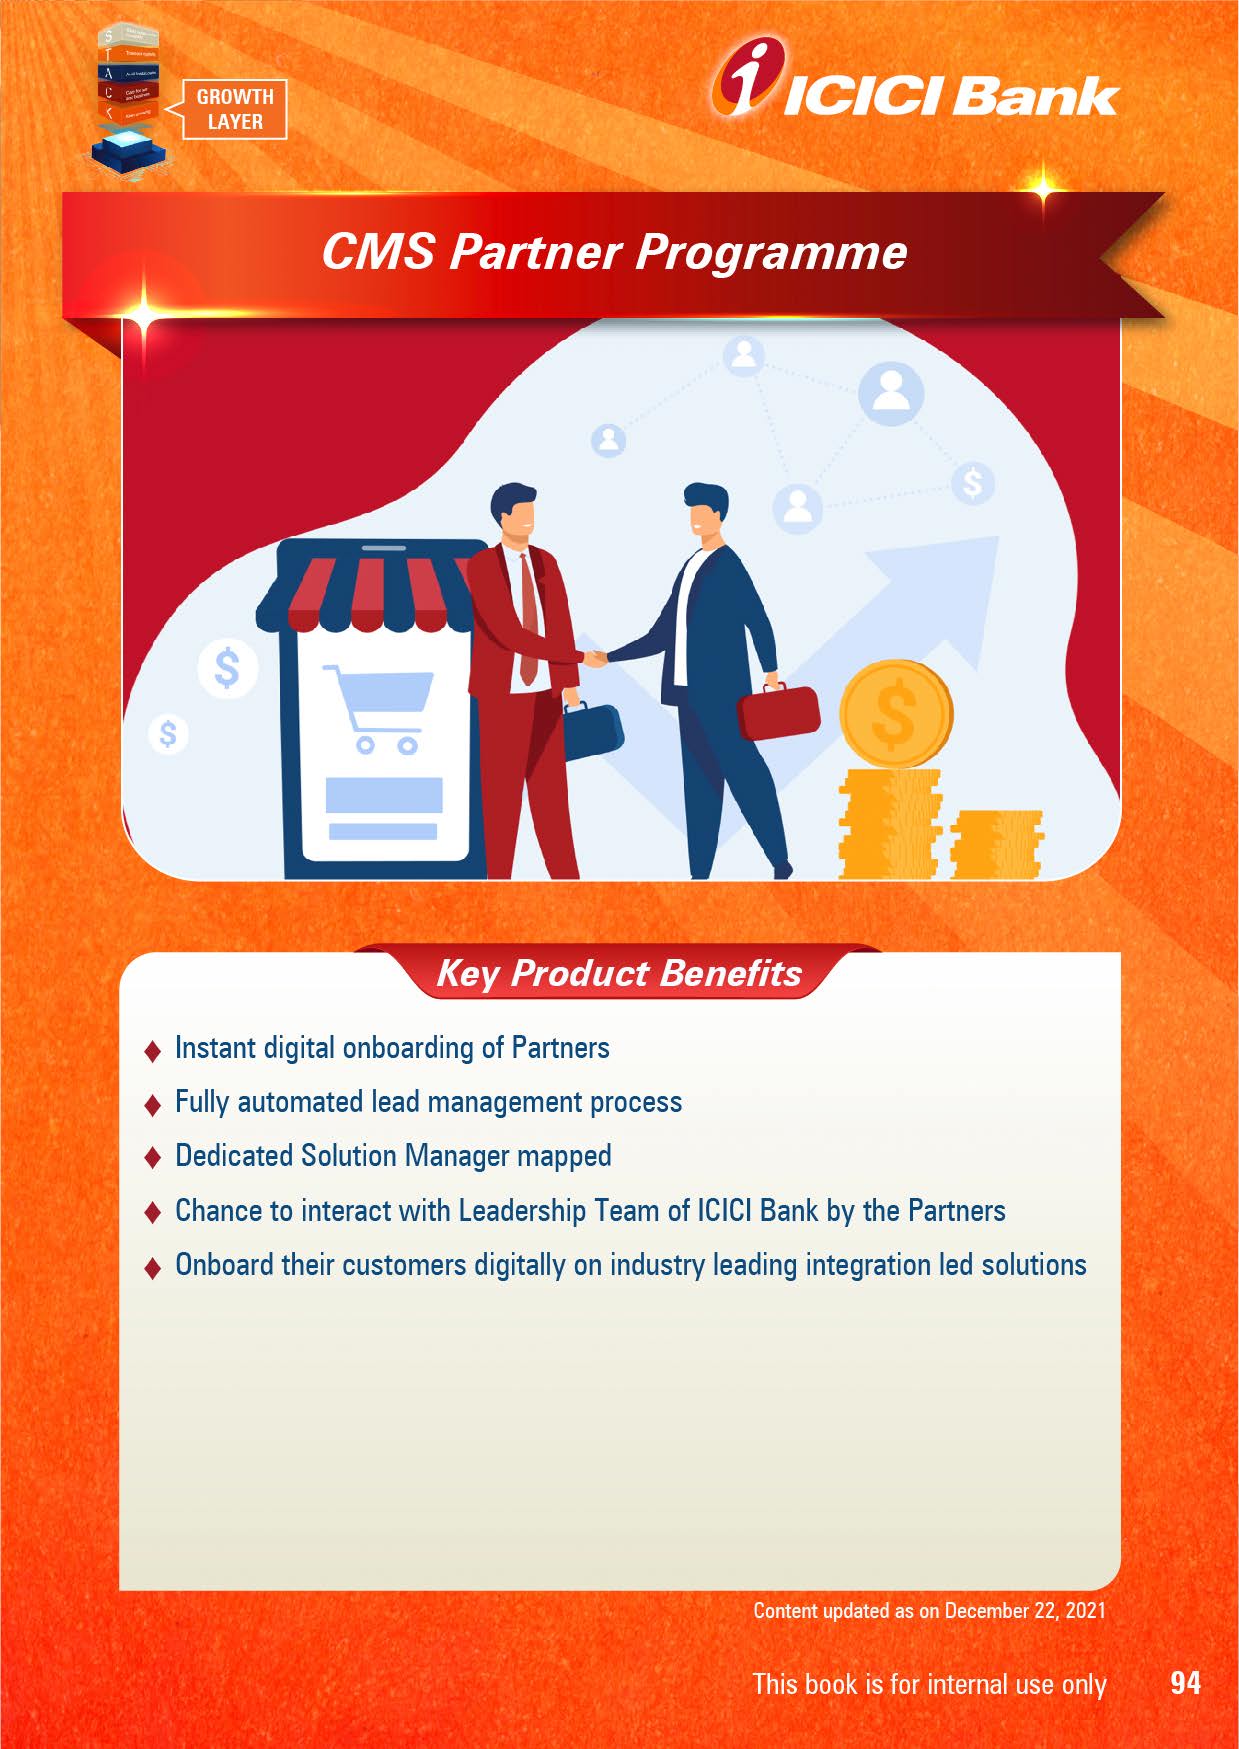 S
T
A
C
K
GROWTH
LAYER
ICICI Bank
CMS Partner Programme
$
$
$
$
Key Product Benefits
Instant digital onboarding of Partners
Fully automated lead management process
Dedicated Solution Manager mapped
Chance to interact with Leadership Team of ICICI Bank by the Partners
Onboard their customers digitally on industry leading integration led solutions
Content updated as on December 22, 2021
This book is for internal use only
94